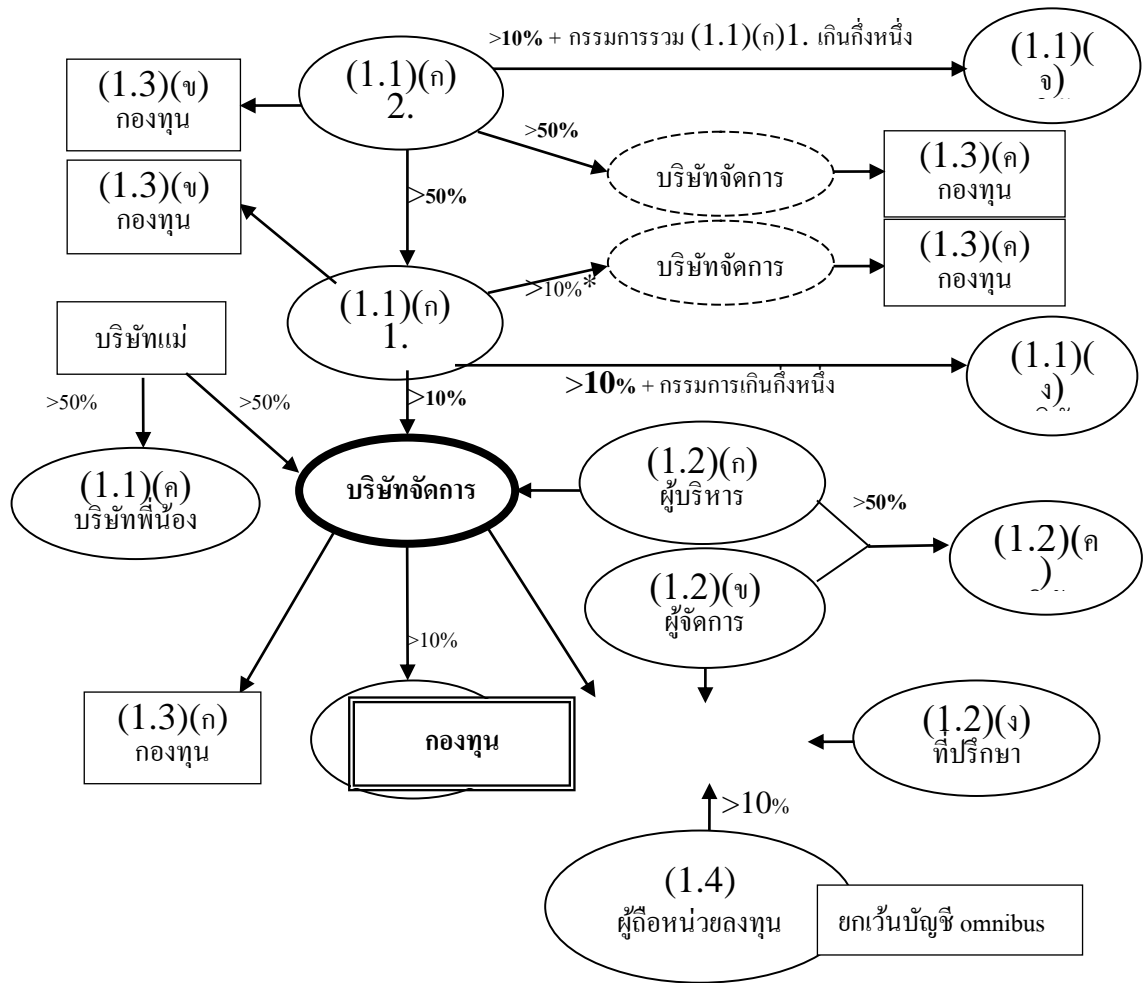 >10% + กรรมการรวม (1.1)(ก)1. เกินกึ่งหนึ่ง
(1.1)(
จ)
(1.1)(ก)
2.
(1.3)(ข)
กองทุน
>50%
บริษัทจัดการ
(1.3)(ค)
กองทุน
(1.3)(ข)
กองทุน
>50%
บริษัทจัดการ
(1.3)(ค)
กองทุน
>10%*
(1.1)(ก)
1.
บริษัทแม่
>10% + กรรมการเกินกึ่งหนึ่ง
(1.1)(
ง)
>50%
>50%
>10%
(1.1)(ค)
บริษัทพี่น้อง
บริษัทจัดการ
(1.2)(ก)
ผู้บริหาร
>50%
(1.2)(ค
)
(1.2)(ข)
ผู้จัดการ
>10%
(1.3)(ก)
กองทุน
กองทุน
(1.2)(ง)
ที่ปรึกษา
>10%
(1.4)
ผู้ถือหน่วยลงทุน
ยกเว้นบัญชี omnibus